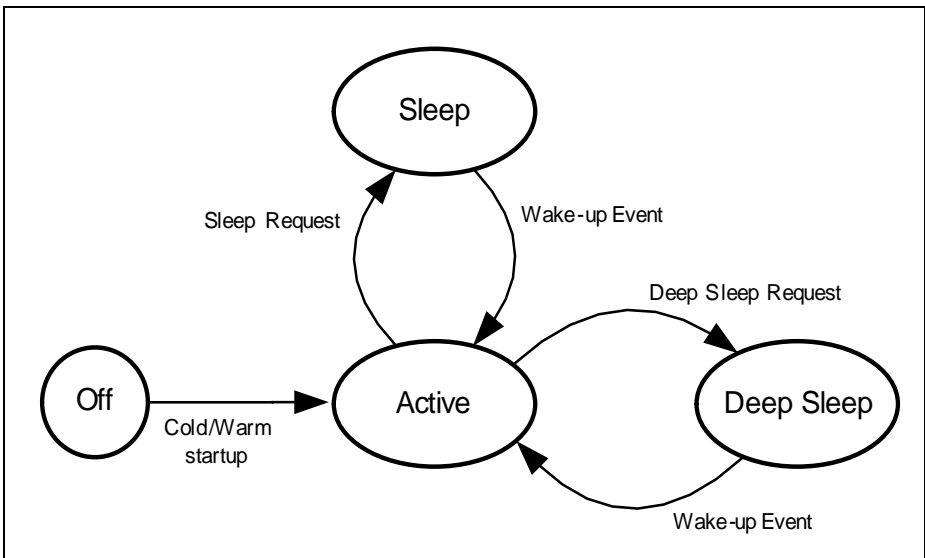 Sleep
Sleep Request
Wake-up Event
Deep Sleep Request
Off
Cold/Warm
startup
Active
Deep Sleep
Wake-up Event